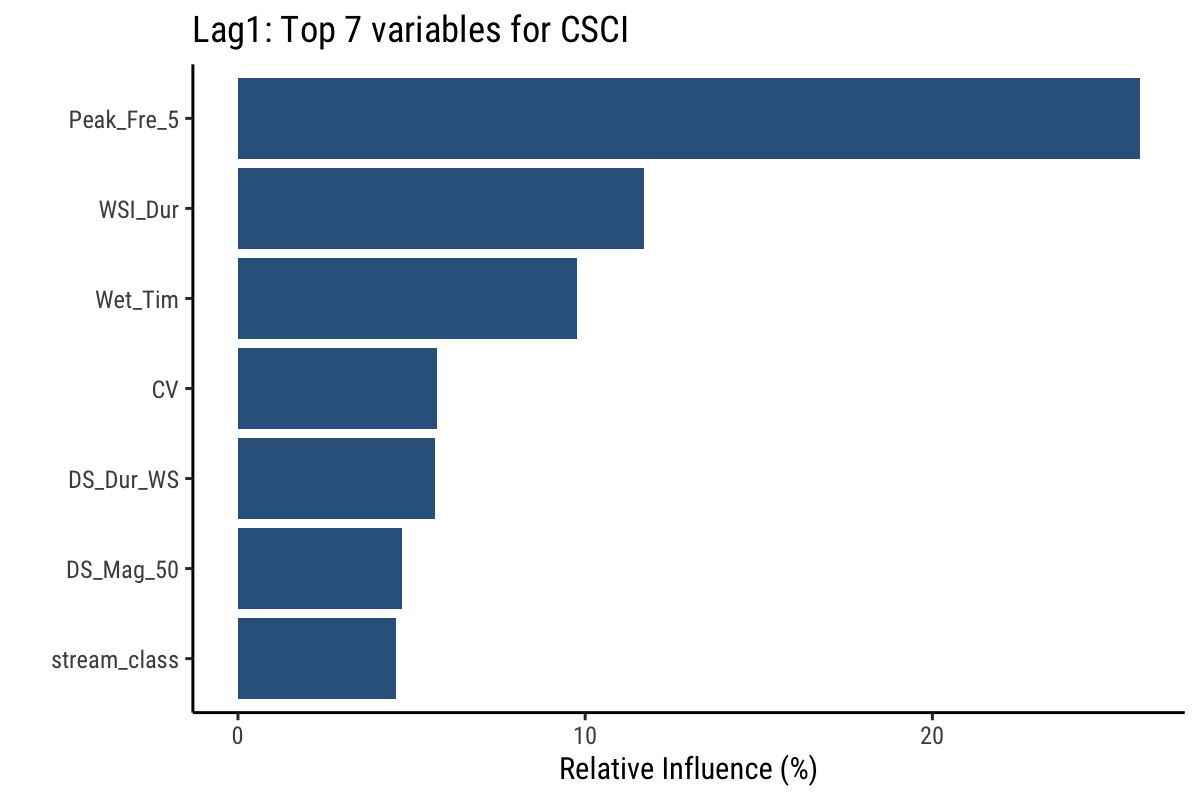 Lag1: Top 7 variables for CSCI
Peak_Fre_5
WSI_Dur
Wet_Tim
CV
DS_Dur_WS
DS_Mag_50
stream_class
0 10 20
Relative Influence (%)